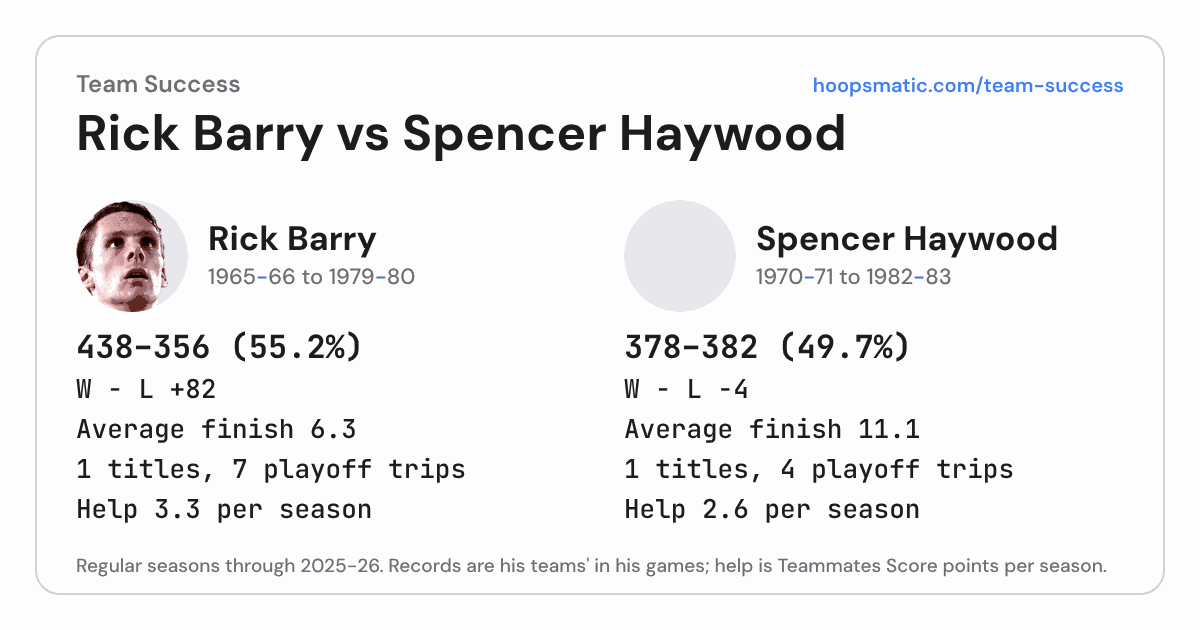 Team Success
hoopsmatic.com/team-success
Rick Barry vs Spencer Haywood
Rick Barry
1965-66 to 1979-80
438-356 (55.2%)
W - L +82
Average finish 6.3
1 titles, 7 playoff trips
Help 3.3 per season
Spencer Haywood
1970-71 to 1982-83
378-382 (49.7%)
W - L -4
Average finish 11.1
1 titles, 4 playoff trips
Help 2.6 per season
Regular seasons through 2025-26. Records are his teams' in his games; help is Teammates Score points per season.